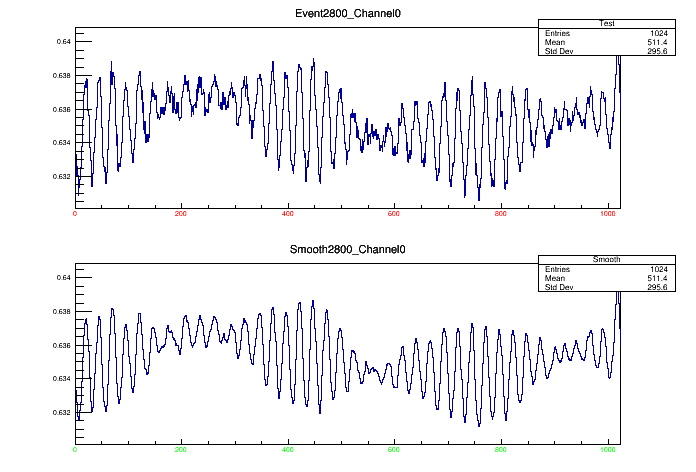 Event2800_Channel0
Test
Entries 1024
Mean 511.4
Std Dev 295.6
0.64
0.638
0.636
0.634
0.632
0 200 400 600 800 1000
Smooth2800_Channel0
Smooth
Entries 1024
Mean 511.4
Std Dev 295.6
0.64
0.638
0.636
0.634
0.632
0 200 400 600 800 1000